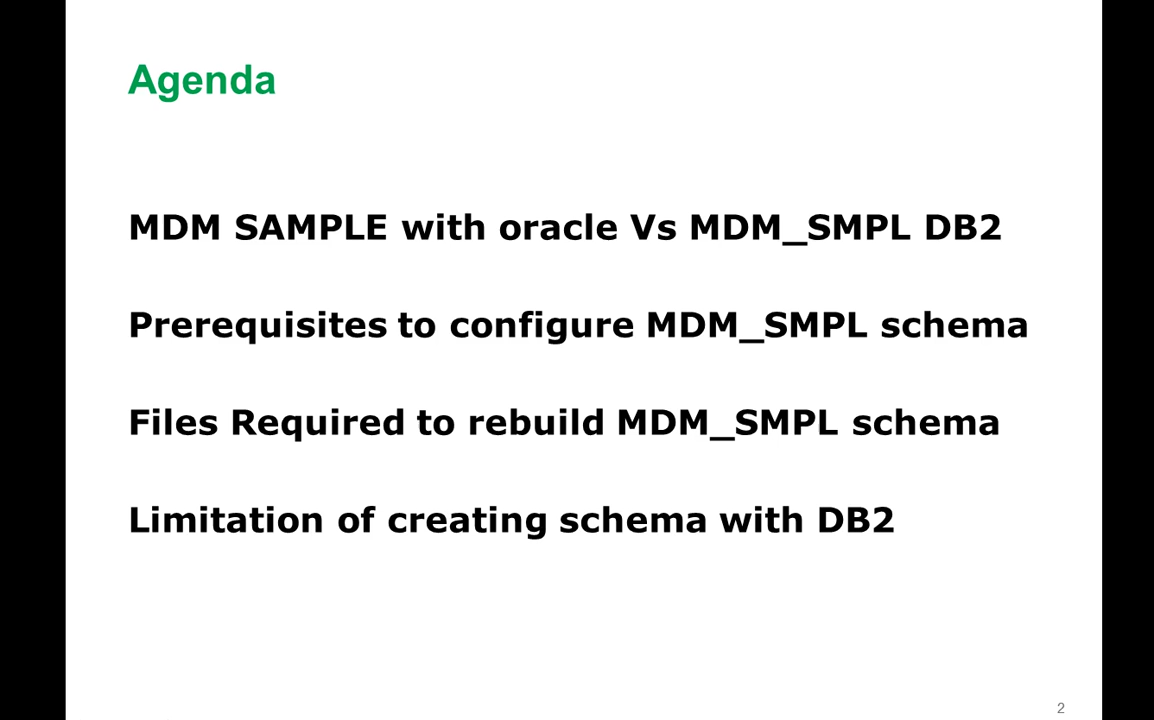 Agenda
MDM SAMPLE with oracle Vs MDM_SMPL DB2
Prerequisites to configure MDM_SMPL schema
Files Required to rebuild MDM_SMPL schema
Limitation of creating schema with DB2
2